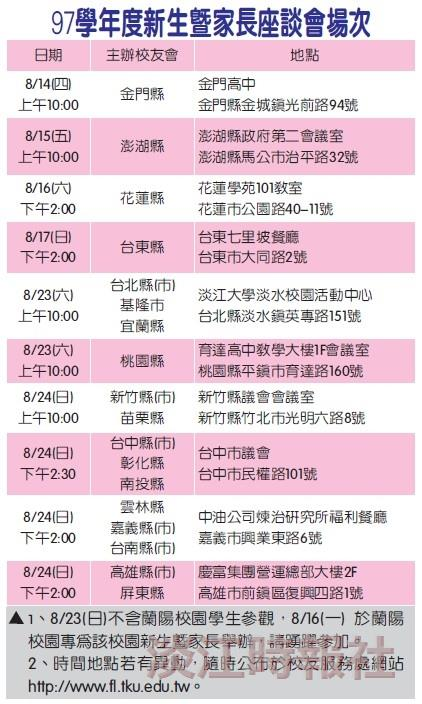 97學年度新生暨家長座談會場次
日期 主辦校友會 地點
8/14(四)
上午10:00
金門縣
金門高中
金門縣金城鎮光前路94號
8/15(五)
上午10:00
澎湖縣
澎湖縣政府第二會議室
澎湖縣馬公市治平路32號
8/16(六)
下午2:00
花蓮縣
花蓮學苑101教室
花蓮市公園路40–11號
8/17(日)
下午2:00
台東縣
台東七里坡餐廳
台東市大同路2號
8/23(六)
上午10:00
台北縣(市)
基隆市
宜蘭縣
淡江大學淡水校園活動中心
台北縣淡水鎮英專路151號
8/23(六)
上午10:00
桃園縣
育達高中教學大樓1F會議室
桃園縣平鎮市育達路160號
8/24(日)
上午10:00
新竹縣(市)
苗栗縣
新竹縣議會會議室
新竹縣竹北市光明六路8號
8/24(日)
下午2:30
台中縣(市)
彰化縣
南投縣
台中市議會
台中市民權路101號
8/24(日)
下午2:00
雲林縣
嘉義縣(市)
台南縣(市)
中油公司煉治研究所福利餐廳
嘉義市興業東路6號
8/24(日)
下午2:00
高雄縣(市)
屏東縣
慶富集團營運總部大樓2F
高雄市前鎮區復興四路1號
▲1、8/23(日)不含蘭陽校園學生參觀，8/16(一) 於蘭陽
校園專為該校園新生暨家長舉辦，請踴躍參加。
2、時間地點若有異動，隨時公布於校友服務處網站
http://www.fl.tku.edu.tw。
淡江時報社